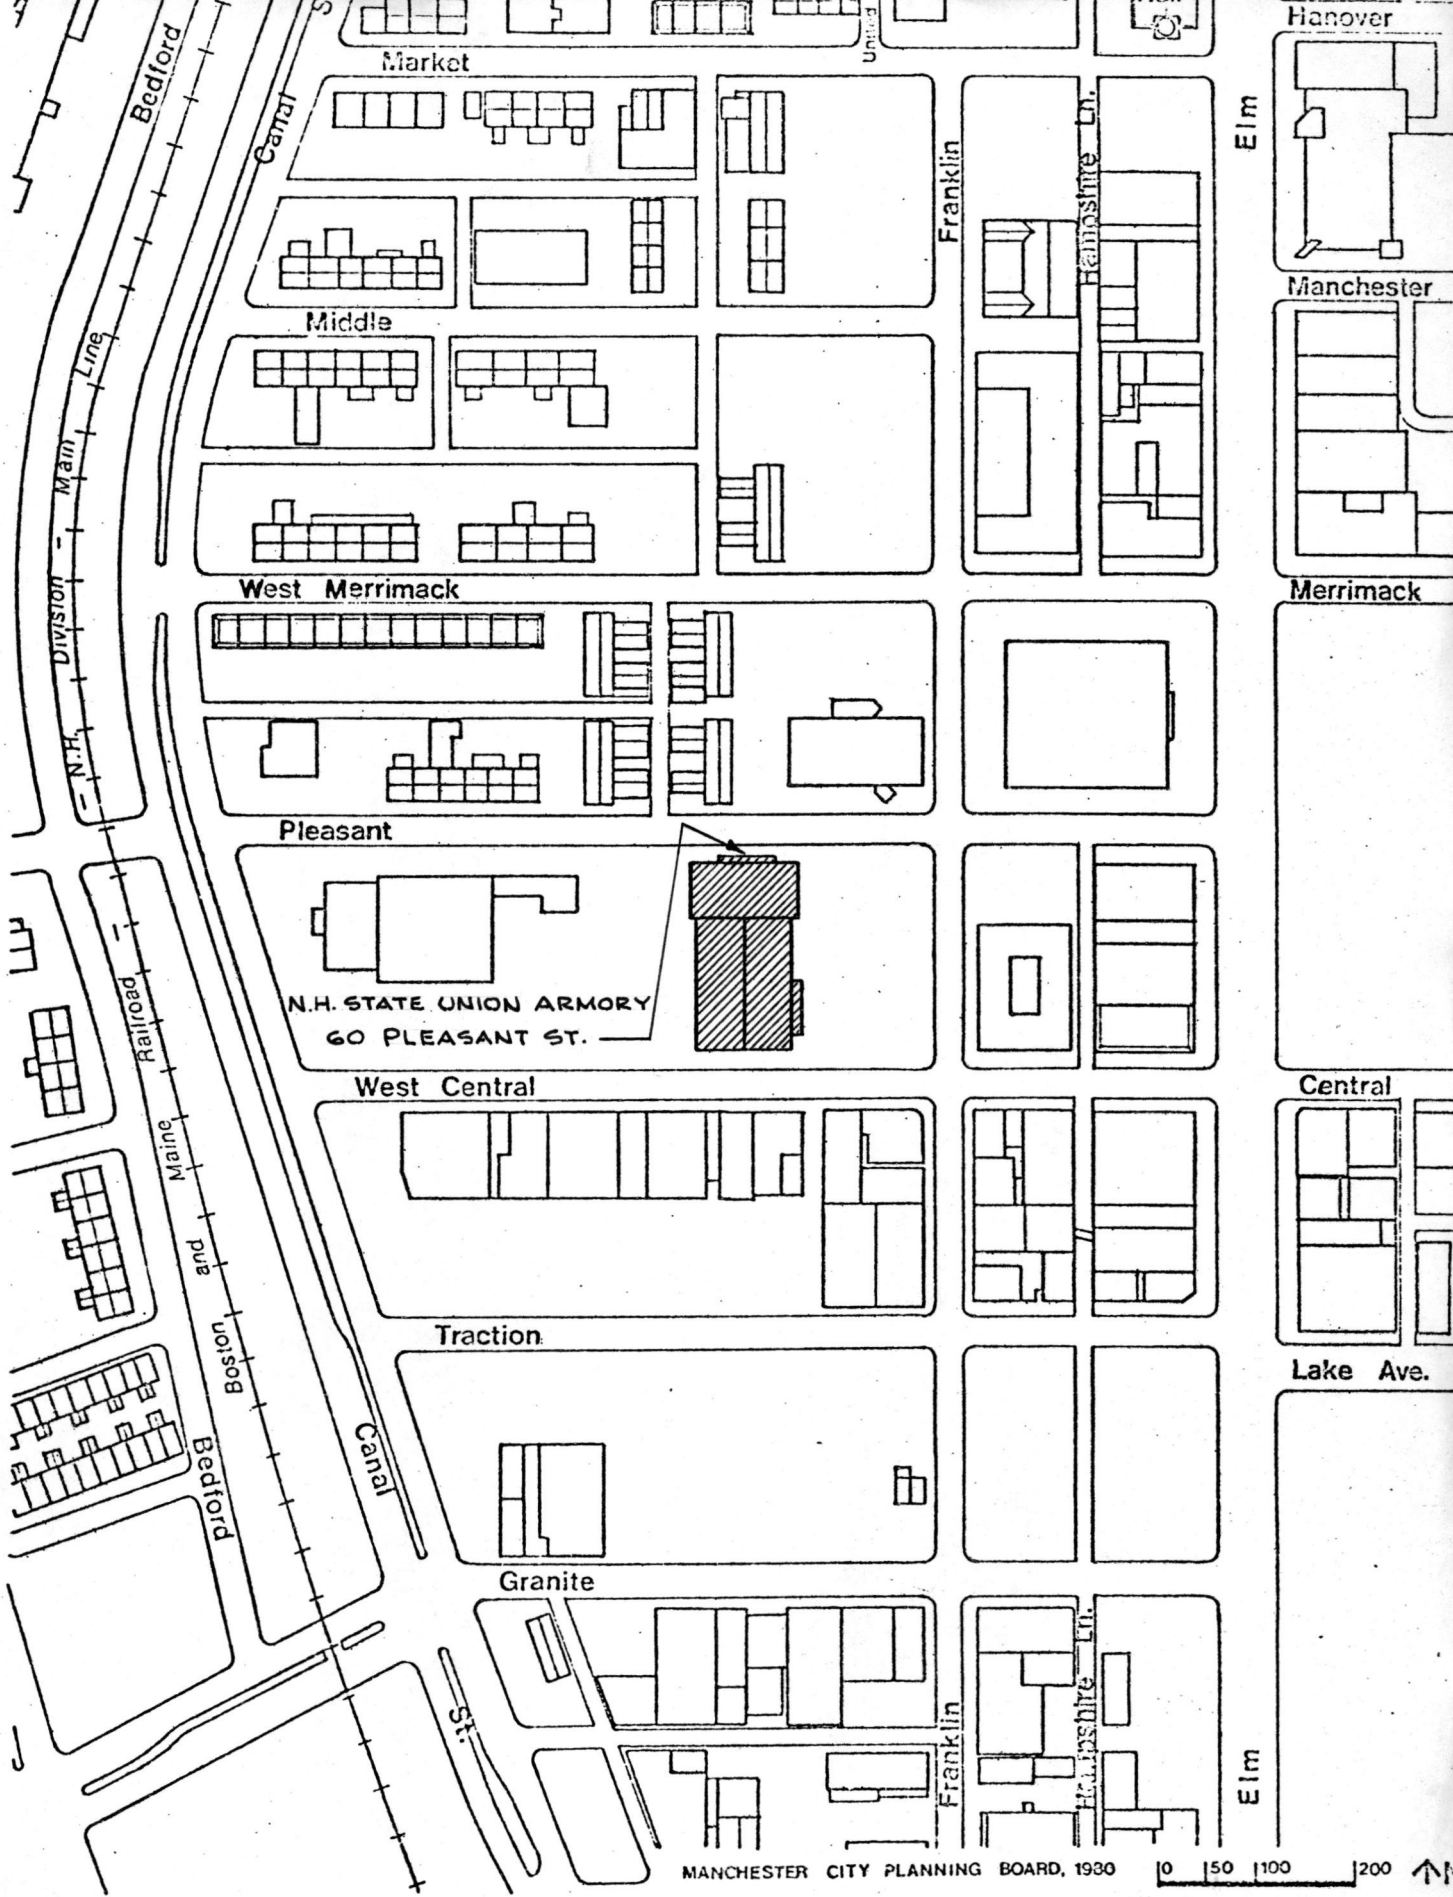 Hanover
Market
Bedford
Canal
Elm
Franklin
Hampshire Ln.
Manchester
Middle
N.H. Division - Main Line
West Merrimack
Merrimack
Pleasant
N.H. STATE UNION ARMORY
60 PLEASANT ST.
West Central
Central
Boston and Maine Railroad
Traction
Lake Ave.
Canal St.
Bedford
Granite
Franklin
Hampshire Ln.
Elm
MANCHESTER CITY PLANNING BOARD, 1980
0 50 100 200